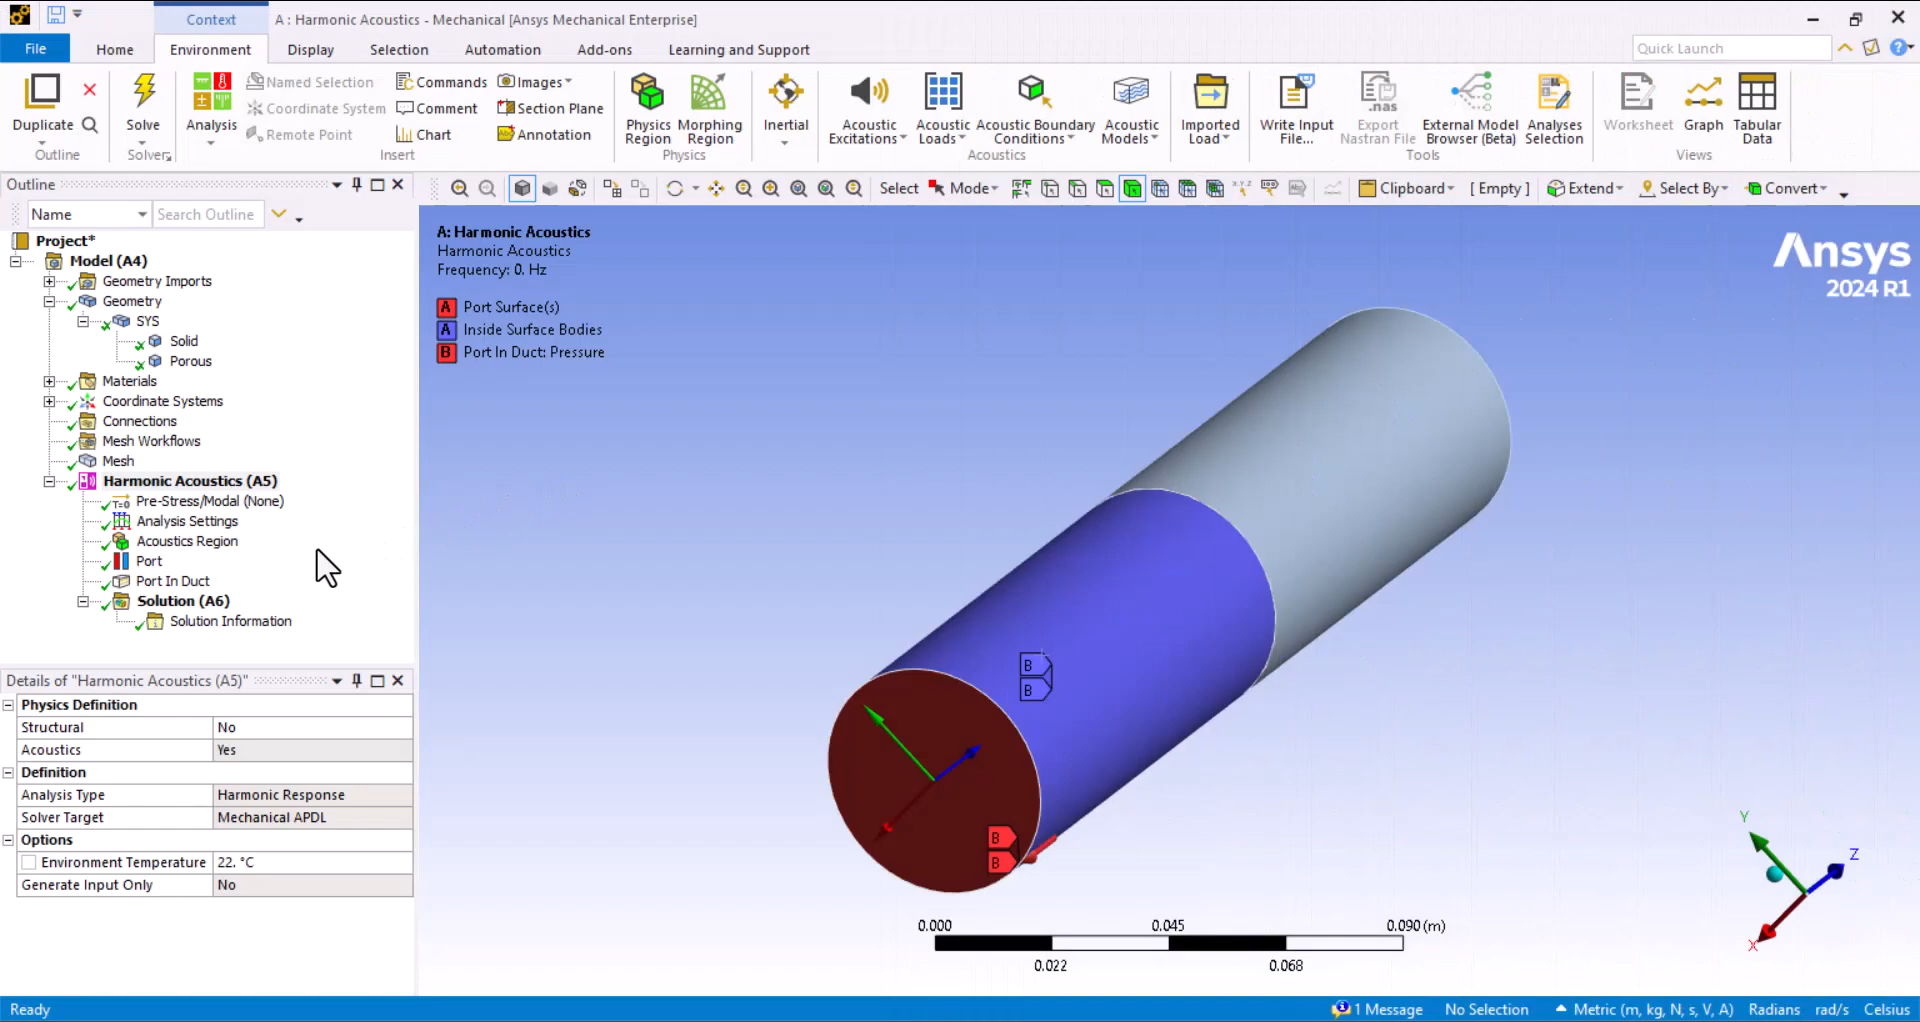 Context
A : Harmonic Acoustics - Mechanical [Ansys Mechanical Enterprise]
File Home Environment Display Selection Automation Add-ons Learning and Support
Quick Launch
Duplicate
Outline
Solve
Solver
Analysis
Named Selection
Coordinate System
Remote Point
Commands
Comment
Chart
Images
Section Plane
Annotation
Insert
Physics Region
Morphing Region
Physics
Inertial
Acoustic Excitations
Acoustic Loads
Acoustic Boundary Conditions
Acoustic Models
Acoustics
Imported Load
Write Input File...
.nas
Export Nastran File
External Model Browser (Beta)
Analyses Selection
Tools
Worksheet
Graph
Tabular Data
Views
Outline
Name Search Outline
Select Mode Clipboard [ Empty ] Extend Select By Convert
Project*
Model (A4)
Geometry Imports
Geometry
SYS
Solid
Porous
Materials
Coordinate Systems
Connections
Mesh Workflows
Mesh
Harmonic Acoustics (A5)
T=0 Pre-Stress/Modal (None)
Analysis Settings
Acoustics Region
Port
Port In Duct
Solution (A6)
Solution Information
Details of "Harmonic Acoustics (A5)"
Physics Definition
Structural No
Acoustics Yes
Definition
Analysis Type Harmonic Response
Solver Target Mechanical APDL
Options
Environment Temperature 22. °C
Generate Input Only No
A: Harmonic Acoustics
Harmonic Acoustics
Frequency: 0. Hz
A Port Surface(s)
A Inside Surface Bodies
B Port In Duct: Pressure
Ansys
2024 R1
B
B
B
B
Y
Z
X
0.000 0.045 0.090 (m)
0.022 0.068
Ready
1 Message No Selection Metric (m, kg, N, s, V, A) Radians rad/s Celsius